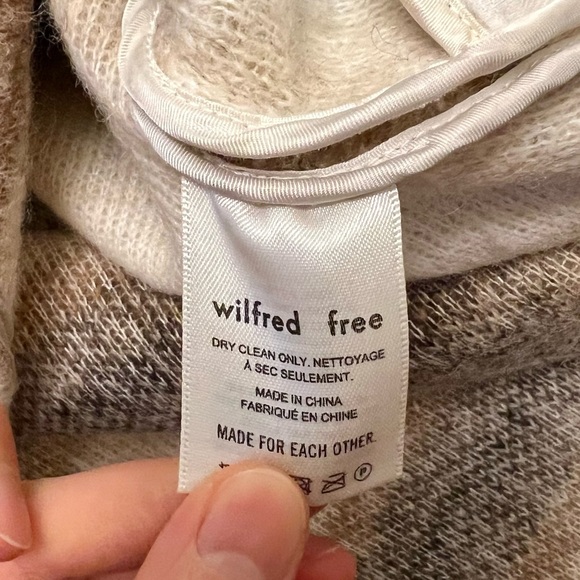 wilfred free
DRY CLEAN ONLY. NETTOYAGE
À SEC SEULEMENT.
MADE IN CHINA
FABRIQUÉ EN CHINE
MADE FOR EACH OTHER.
P